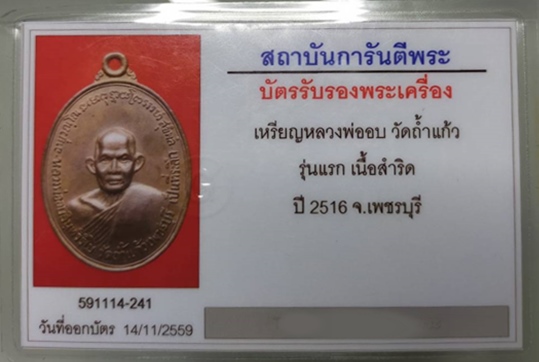 สถาบันการันตีพระ
บัตรรับรองพระเครื่อง
เหรียญหลวงพ่ออบ วัดถ้ำแก้ว
รุ่นแรก เนื้อสำริด
ปี 2516 จ.เพชรบุรี
591114-241
วันที่ออกบัตร 14/11/2559